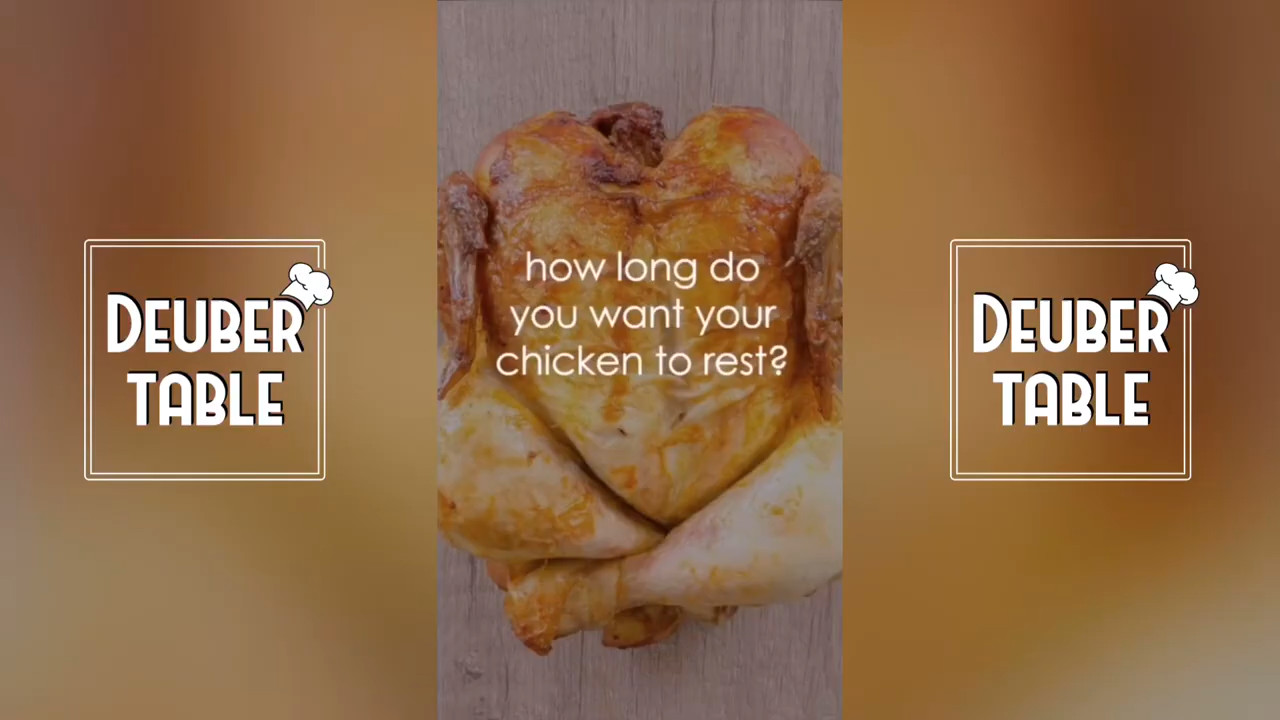 DEUBER
TABLE
how long do
you want your
chicken to rest?
DEUBER
TABLE